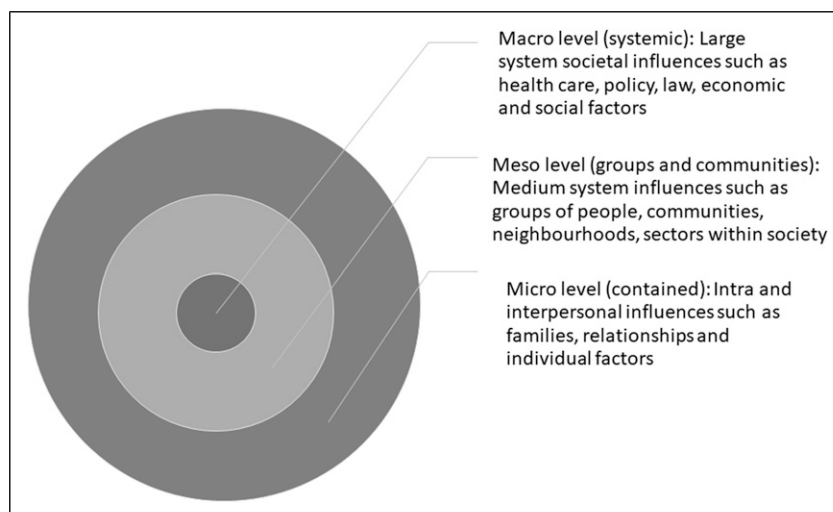 Macro level (systemic): Large
system societal influences such as
health care, policy, law, economic
and social factors
Meso level (groups and communities):
Medium system influences such as
groups of people, communities,
neighbourhoods, sectors within society
Micro level (contained): Intra and
interpersonal influences such as
families, relationships and
individual factors